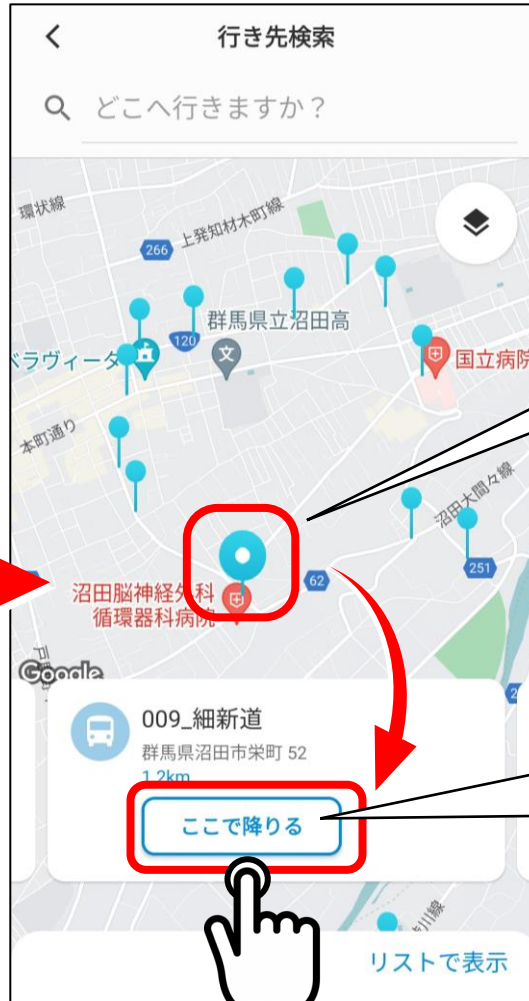 行き先検索
どこへ行きますか？
環状線
上発知材木町線
266
群馬県立沼田高
120
ベラヴィータ
国立病院
本町通り
沼田大間々線
251
62
沼田脳神経外科
循環器科病院
Google
009_細新道
群馬県沼田市栄町 52
1.2km
ここで降りる
リストで表示